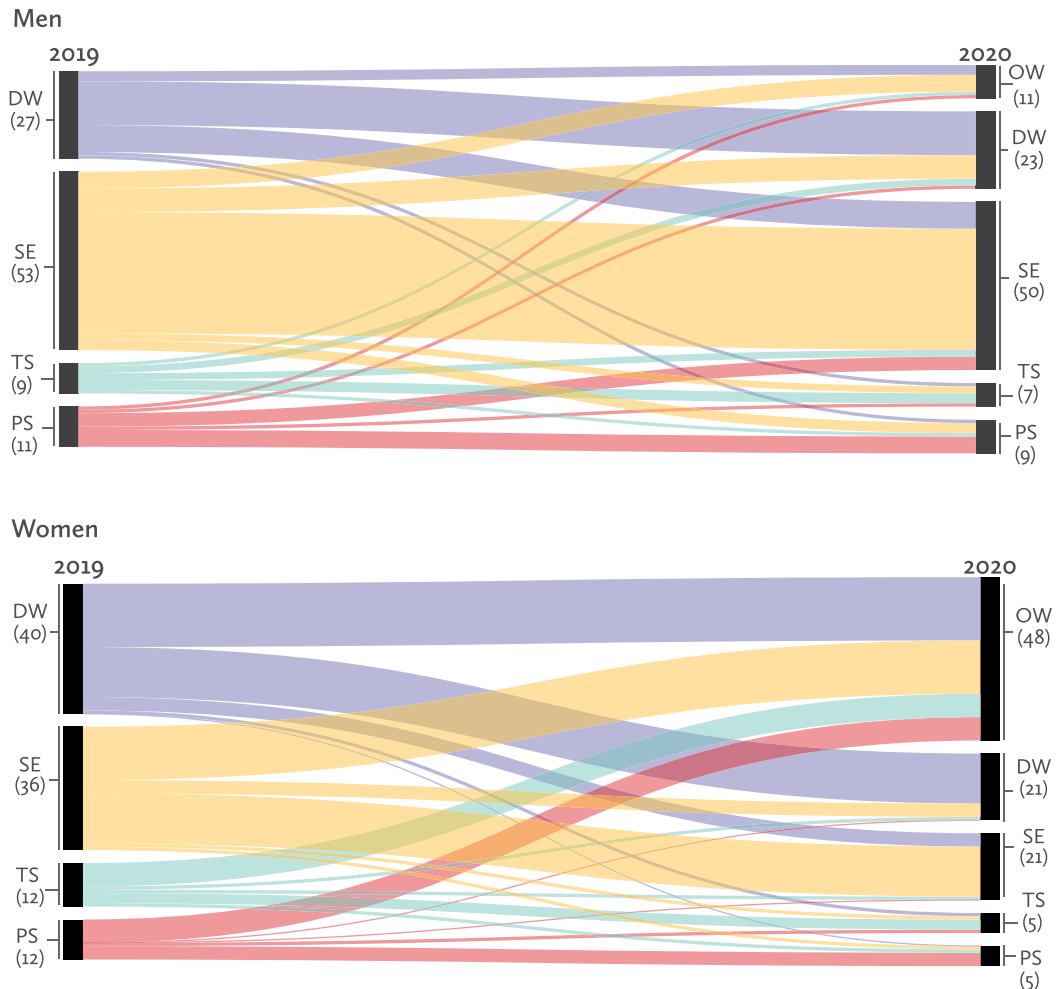 Men
2019
2020
DW
(27)
SE
(53)
TS
(9)
PS
(11)
OW
(11)
DW
(23)
SE
(50)
TS
(7)
PS
(9)
Women
2019
2020
DW
(40)
SE
(36)
TS
(12)
PS
(12)
OW
(48)
DW
(21)
SE
(21)
TS
(5)
PS
(5)